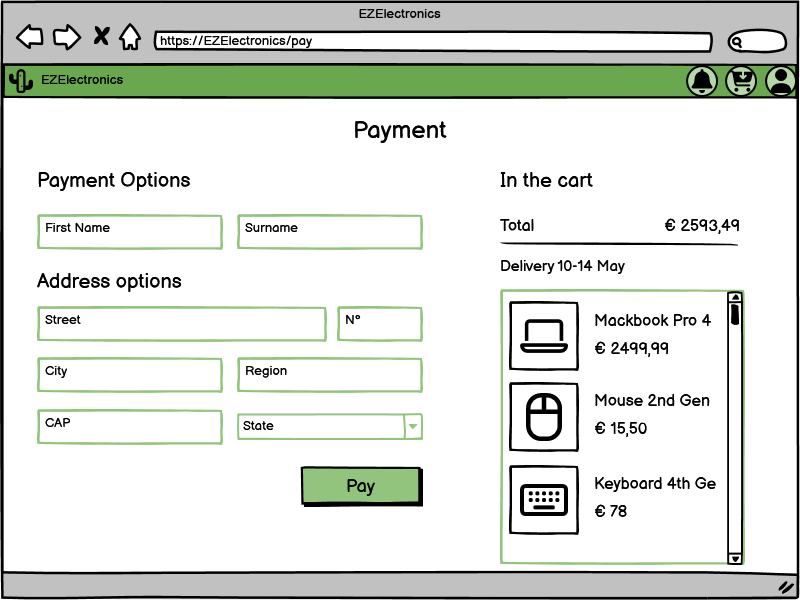 EZElectronics
https://EZElectronics/pay
EZElectronics
Payment
Payment Options
First Name
Surname
Address options
Street
N°
City
Region
CAP
State
Pay
In the cart
Total
€ 2593,49
Delivery 10-14 May
Mackbook Pro 4
€ 2499,99
Mouse 2nd Gen
€ 15,50
Keyboard 4th Ge
€ 78